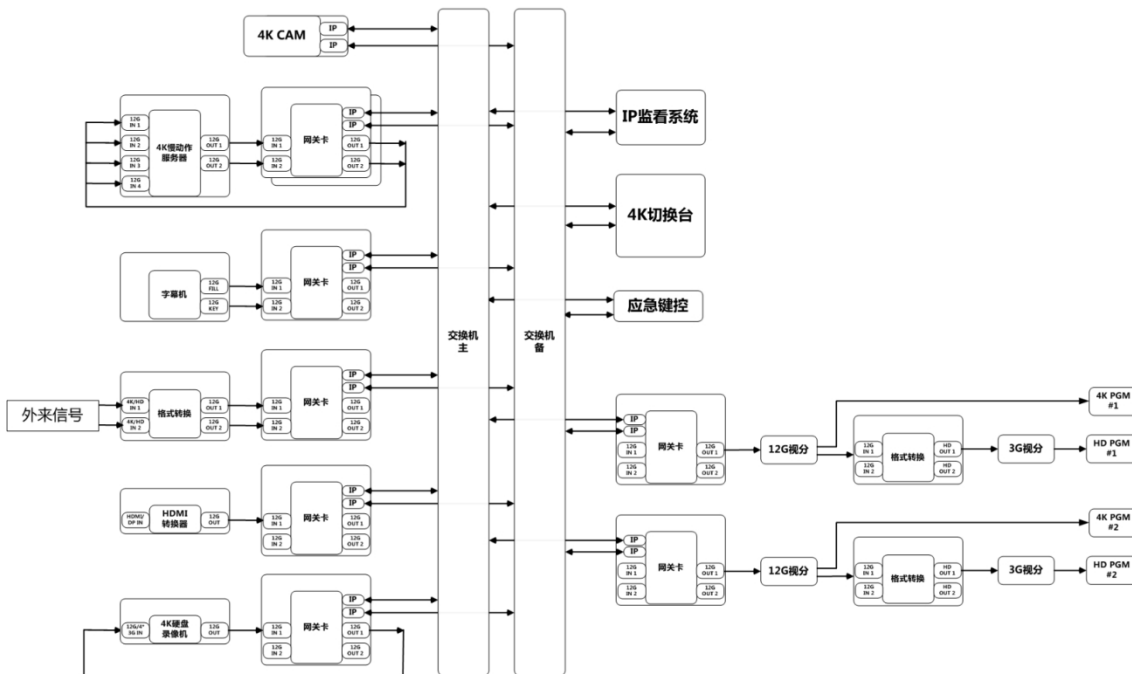 4K CAM
IP
IP
12G
IN 1
12G
IN 2
12G
IN 3
12G
IN 4
4K慢动作
服务器
12G
OUT 1
12G
OUT 2
12G
IN 1
12G
IN 2
网关卡
IP
IP
12G
OUT 1
12G
OUT 2
字幕机
12G
FILL
12G
KEY
12G
IN 1
12G
IN 2
网关卡
IP
IP
12G
OUT 1
12G
OUT 2
外来信号
4K/HD
IN 1
4K/HD
IN 2
格式转换
12G
OUT 1
12G
OUT 2
12G
IN 1
12G
IN 2
网关卡
IP
IP
12G
OUT 1
12G
OUT 2
HDMI/
DP IN
HDMI
转换器
12G
OUT
12G
IN 1
12G
IN 2
网关卡
IP
IP
12G
OUT 1
12G
OUT 2
12G/4*
3G IN
4K硬盘
录像机
12G
OUT
12G
IN 1
12G
IN 2
网关卡
IP
IP
12G
OUT 1
12G
OUT 2
交换机
主
交换机
备
IP监看系统
4K切换台
应急键控
IP
IP
12G
IN 1
12G
IN 2
网关卡
12G
OUT 1
12G
OUT 2
12G视分
12G
IN 1
12G
IN 2
格式转换
HD
OUT 1
HD
OUT 2
3G视分
4K PGM
#1
HD PGM
#1
IP
IP
12G
IN 1
12G
IN 2
网关卡
12G
OUT 1
12G
OUT 2
12G视分
12G
IN 1
12G
IN 2
格式转换
HD
OUT 1
HD
OUT 2
3G视分
4K PGM
#2
HD PGM
#2